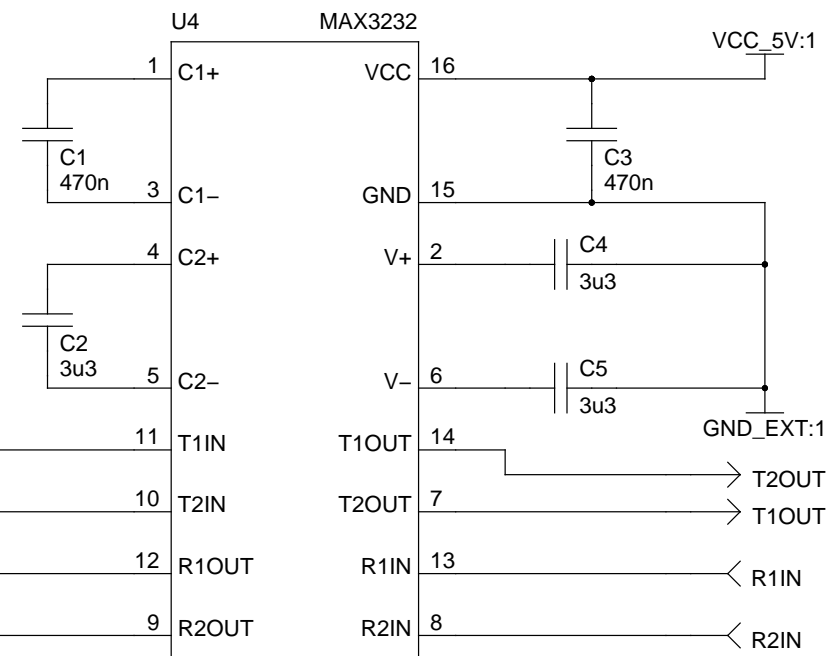 U4 MAX3232
VCC_5V:1
1 C1+ VCC 16
C1
470n
C3
470n
3 C1− GND 15
4 C2+ V+ 2
C4
3u3
C2
3u3
5 C2− V− 6
C5
3u3
GND_EXT:1
11 T1IN T1OUT 14
T2OUT
10 T2IN T2OUT 7
T1OUT
12 R1OUT R1IN 13
R1IN
9 R2OUT R2IN 8
R2IN